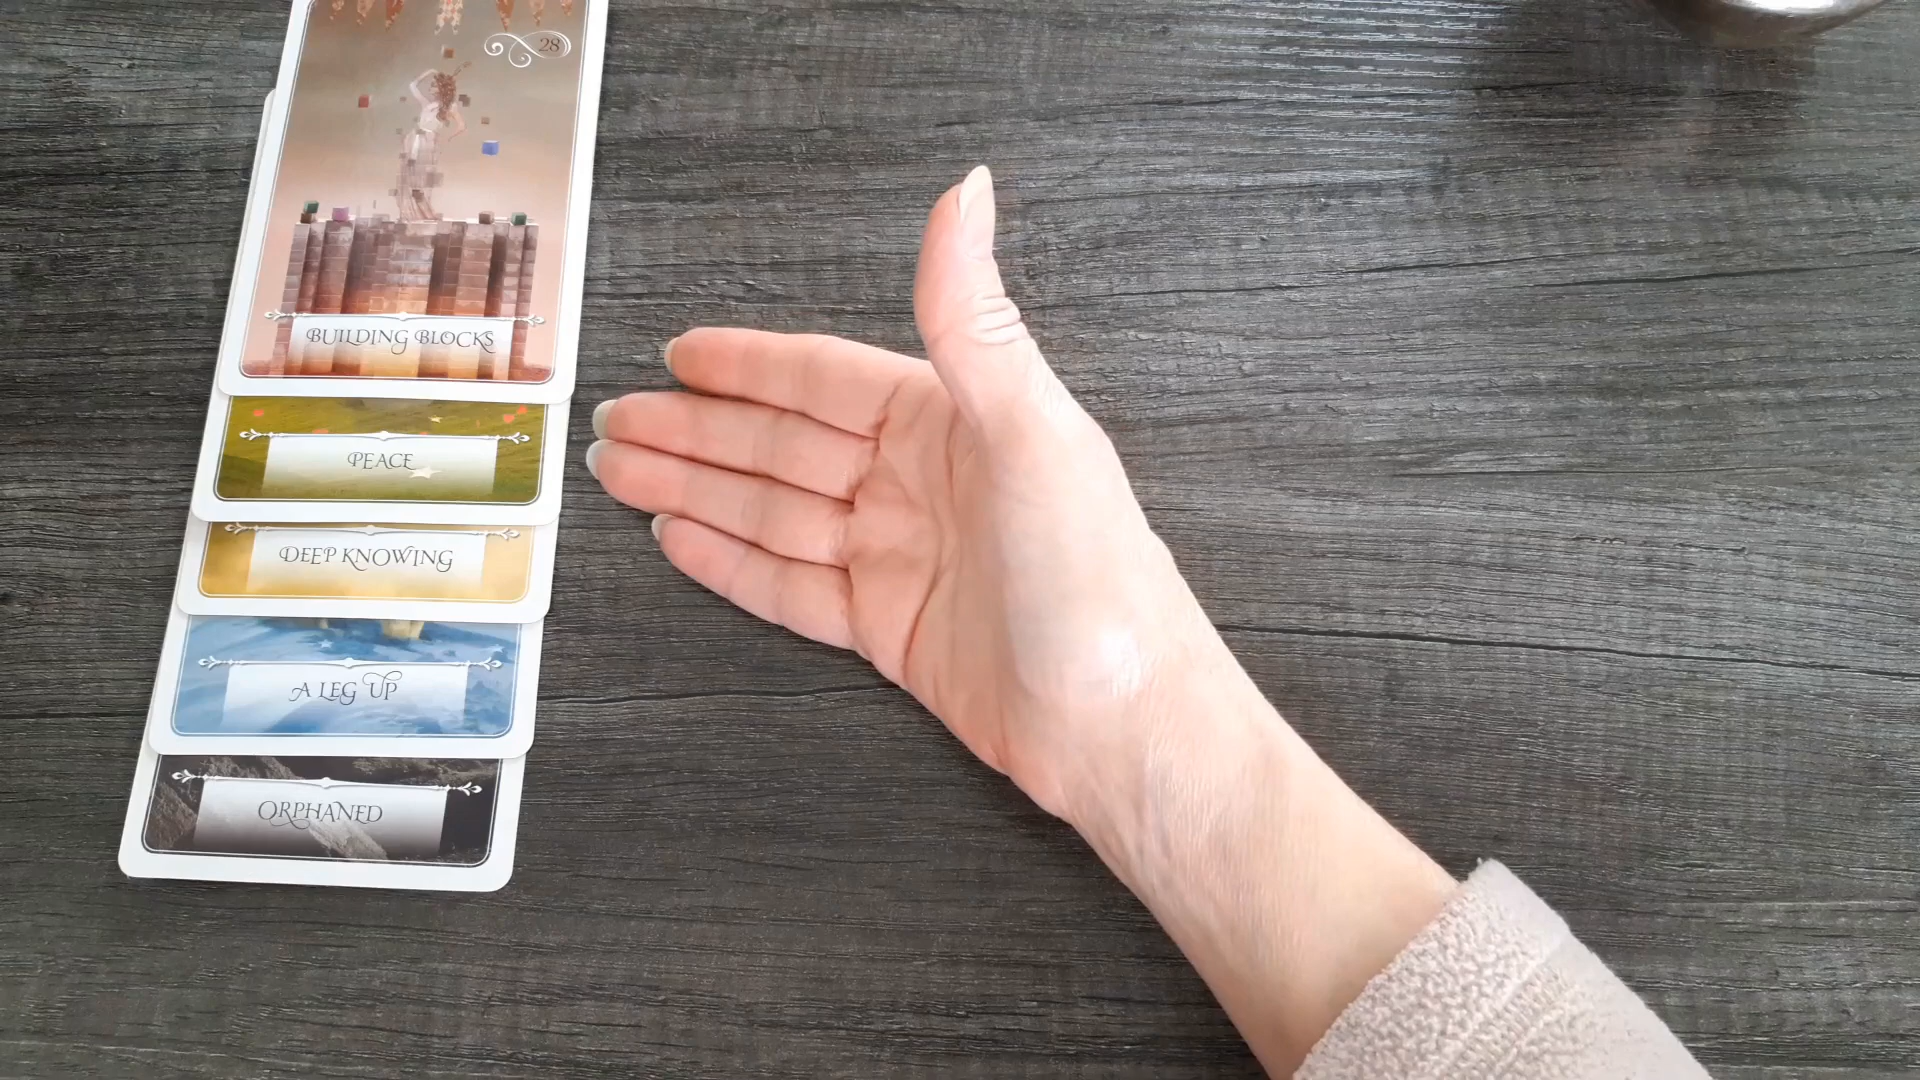 28
BUILDING BLOCKS
PEACE
DEEP KNOWING
A LEG UP
ORPHANED